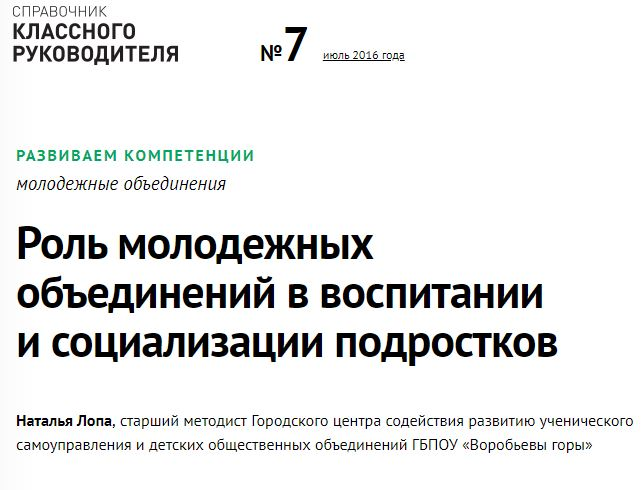 СПРАВОЧНИК
КЛАССНОГО
РУКОВОДИТЕЛЯ
№7
июль 2016 года
РАЗВИВАЕМ КОМПЕТЕНЦИИ
молодежные объединения
Роль молодежных
объединений в воспитании
и социализации подростков
Наталья Лопа, старший методист Городского центра содействия развитию ученического
самоуправления и детских общественных объединений ГБПОУ «Воробьевы горы»